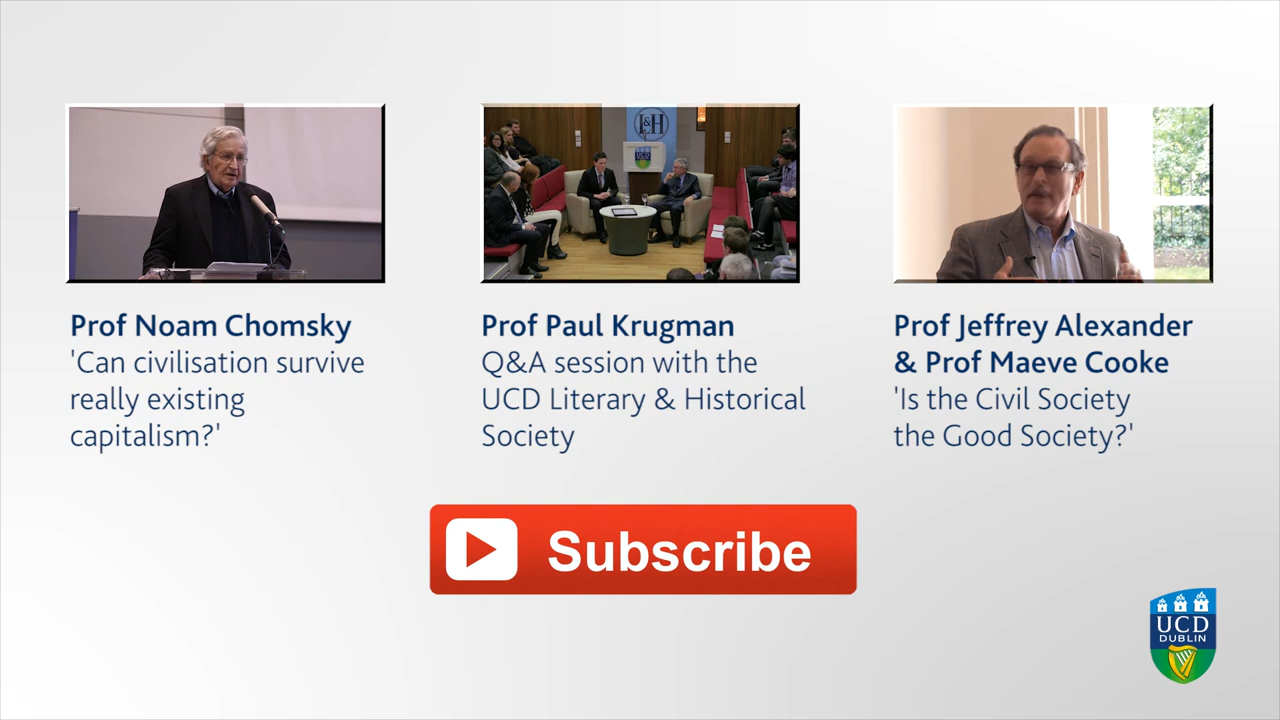 L&H
UCD
Prof Noam Chomsky
'Can civilisation survive
really existing
capitalism?'
Prof Paul Krugman
Q&A session with the
UCD Literary & Historical
Society
Prof Jeffrey Alexander
& Prof Maeve Cooke
'Is the Civil Society
the Good Society?'
Subscribe
UCD
DUBLIN